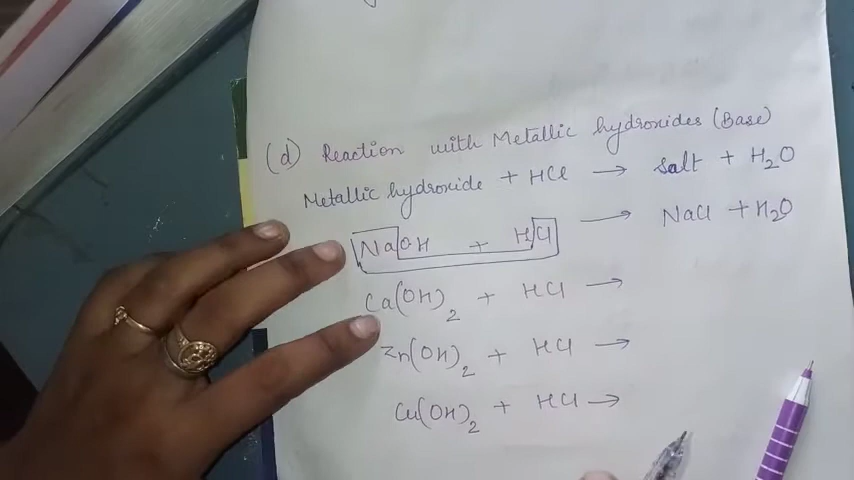 (d) Reaction with Metallic hydroxides (Base)
Metallic hydroxide + HCl → salt + H₂O
NaOH + HCl → NaCl + H₂O
Ca(OH)₂ + HCl →
Zn(OH)₂ + HCl →
Cu(OH)₂ + HCl →